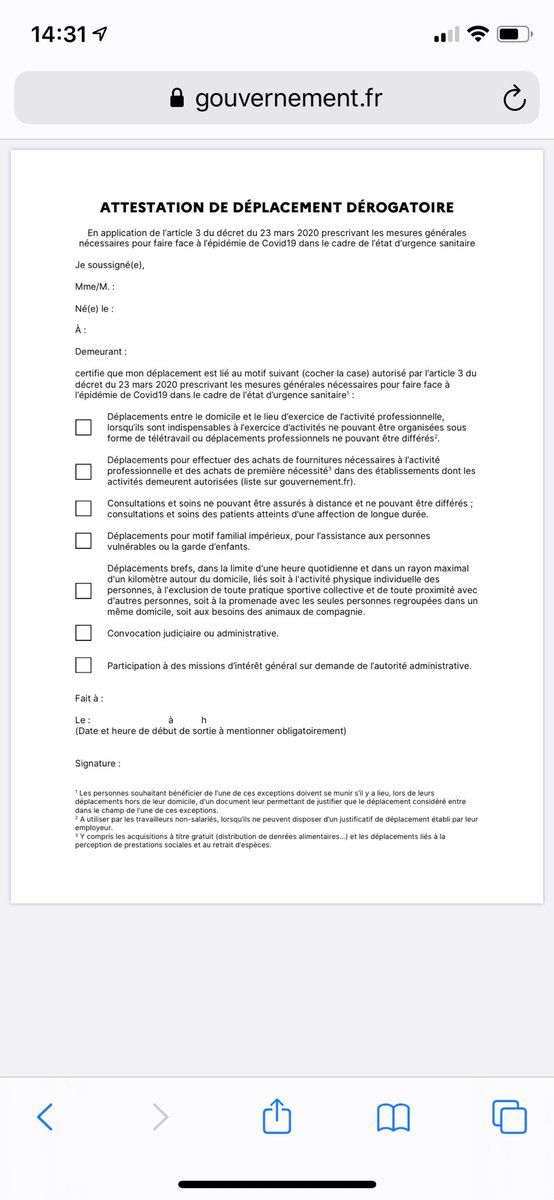 14:31
gouvernement.fr
ATTESTATION DE DÉPLACEMENT DÉROGATOIRE
En application de l'article 3 du décret du 23 mars 2020 prescrivant les mesures générales
nécessaires pour faire face à l'épidémie de Covid19 dans le cadre de l'état d'urgence sanitaire
Je soussigné(e),
Mme/M. :
Né(e) le :
À :
Demeurant :
certifie que mon déplacement est lié au motif suivant (cocher la case) autorisé par l'article 3 du
décret du 23 mars 2020 prescrivant les mesures générales nécessaires pour faire face à
l'épidémie de Covid19 dans le cadre de l'état d'urgence sanitaire¹ :
Déplacements entre le domicile et le lieu d'exercice de l'activité professionnelle,
lorsqu'ils sont indispensables à l'exercice d'activités ne pouvant être organisées sous
forme de télétravail ou déplacements professionnels ne pouvant être différés².
Déplacements pour effectuer des achats de fournitures nécessaires à l'activité
professionnelle et des achats de première nécessité³ dans des établissements dont les
activités demeurent autorisées (liste sur gouvernement.fr).
Consultations et soins ne pouvant être assurés à distance et ne pouvant être différés ;
consultations et soins des patients atteints d'une affection de longue durée.
Déplacements pour motif familial impérieux, pour l'assistance aux personnes
vulnérables ou la garde d'enfants.
Déplacements brefs, dans la limite d'une heure quotidienne et dans un rayon maximal
d'un kilomètre autour du domicile, liés soit à l'activité physique individuelle des
personnes, à l'exclusion de toute pratique sportive collective et de toute proximité avec
d'autres personnes, soit à la promenade avec les seules personnes regroupées dans un
même domicile, soit aux besoins des animaux de compagnie.
Convocation judiciaire ou administrative.
Participation à des missions d'intérêt général sur demande de l'autorité administrative.
Fait à :
Le : à h
(Date et heure de début de sortie à mentionner obligatoirement)
Signature :
¹ Les personnes souhaitant bénéficier de l'une de ces exceptions doivent se munir s'il y a lieu, lors de leurs
déplacements hors de leur domicile, d'un document leur permettant de justifier que le déplacement considéré entre
dans le champ de l'une de ces exceptions.
² A utiliser par les travailleurs non-salariés, lorsqu'ils ne peuvent disposer d'un justificatif de déplacement établi par leur
employeur.
³ Y compris les acquisitions à titre gratuit (distribution de denrées alimentaires...) et les déplacements liés à la
perception de prestations sociales et au retrait d'espèces.